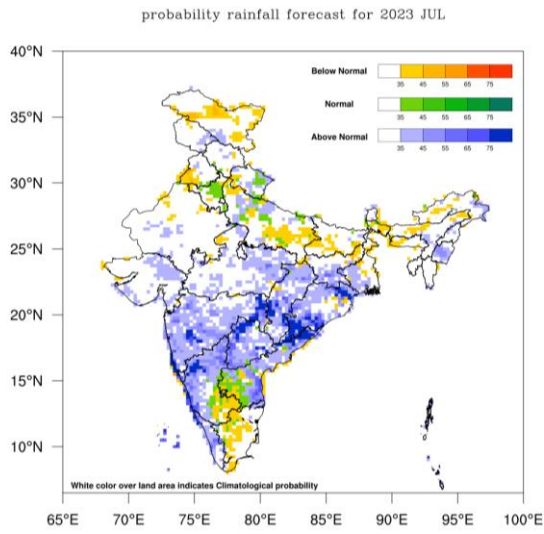 probability rainfall forecast for 2023 JUL
40°N
35°N
30°N
25°N
20°N
15°N
10°N
Below Normal
35 45 55 65 75
Normal
35 45 55 65 75
Above Normal
35 45 55 65 75
White color over land area indicates Climatological probability
65°E 70°E 75°E 80°E 85°E 90°E 95°E 100°E